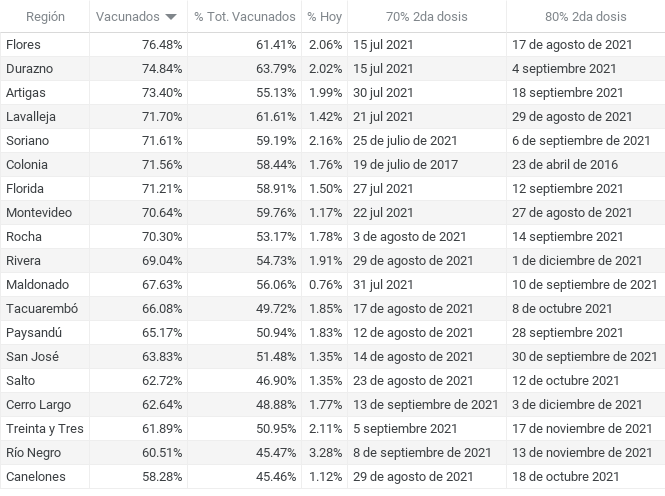 Región Vacunados % Tot. Vacunados % Hoy 70% 2da dosis 80% 2da dosis
Flores 76.48% 61.41% 2.06% 15 jul 2021 17 de agosto de 2021
Durazno 74.84% 63.79% 2.02% 15 jul 2021 4 septiembre 2021
Artigas 73.40% 55.13% 1.99% 30 jul 2021 18 septiembre 2021
Lavalleja 71.70% 61.61% 1.42% 21 jul 2021 29 de agosto de 2021
Soriano 71.61% 59.19% 2.16% 25 de julio de 2021 6 de septiembre de 2021
Colonia 71.56% 58.44% 1.76% 19 de julio de 2017 23 de abril de 2016
Florida 71.21% 58.91% 1.50% 27 jul 2021 12 septiembre 2021
Montevideo 70.64% 59.76% 1.17% 22 jul 2021 27 de agosto de 2021
Rocha 70.30% 53.17% 1.78% 3 de agosto de 2021 14 septiembre 2021
Rivera 69.04% 54.73% 1.91% 29 de agosto de 2021 1 de diciembre de 2021
Maldonado 67.63% 56.06% 0.76% 31 jul 2021 10 de septiembre de 2021
Tacuarembó 66.08% 49.72% 1.85% 17 de agosto de 2021 8 de octubre de 2021
Paysandú 65.17% 50.94% 1.83% 12 de agosto de 2021 28 septiembre 2021
San José 63.83% 51.48% 1.35% 14 de agosto de 2021 30 de septiembre de 2021
Salto 62.72% 46.90% 1.35% 23 de agosto de 2021 12 de octubre 2021
Cerro Largo 62.64% 48.88% 1.77% 13 de septiembre de 2021 3 de diciembre de 2021
Treinta y Tres 61.89% 50.95% 2.11% 5 septiembre 2021 17 de noviembre de 2021
Río Negro 60.51% 45.47% 3.28% 8 de septiembre de 2021 13 de noviembre de 2021
Canelones 58.28% 45.46% 1.12% 29 de agosto de 2021 18 de octubre de 2021